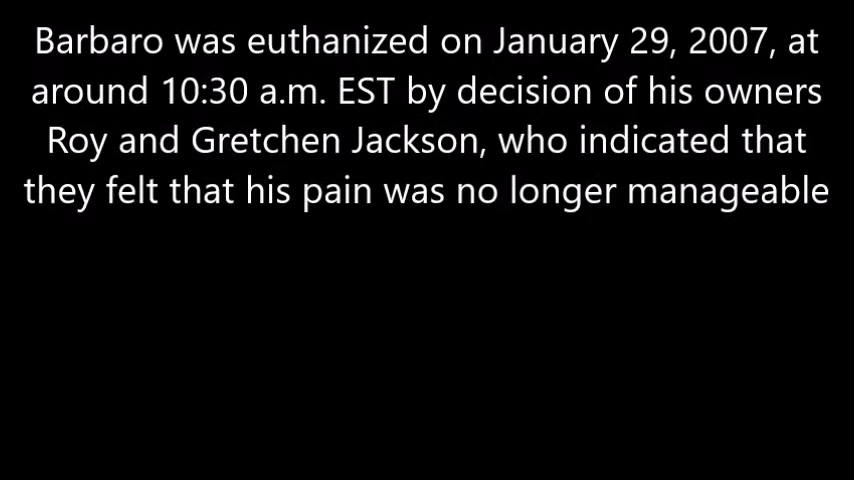 Barbaro was euthanized on January 29, 2007, at
around 10:30 a.m. EST by decision of his owners
Roy and Gretchen Jackson, who indicated that
they felt that his pain was no longer manageable